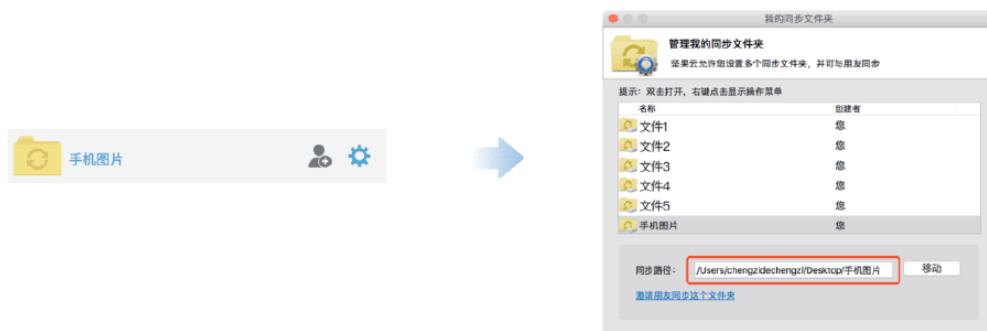 手机图片
我的同步文件夹
管理我的同步文件夹
坚果云允许您设置多个同步文件夹，并可与朋友同步
提示：双击打开，右键点击显示操作菜单
名称 创建者
文件1 您
文件2 您
文件3 您
文件4 您
文件5 您
手机图片 您
同步路径： /Users/chengzidechengzi/Desktop/手机图片 移动
邀请朋友同步这个文件夹